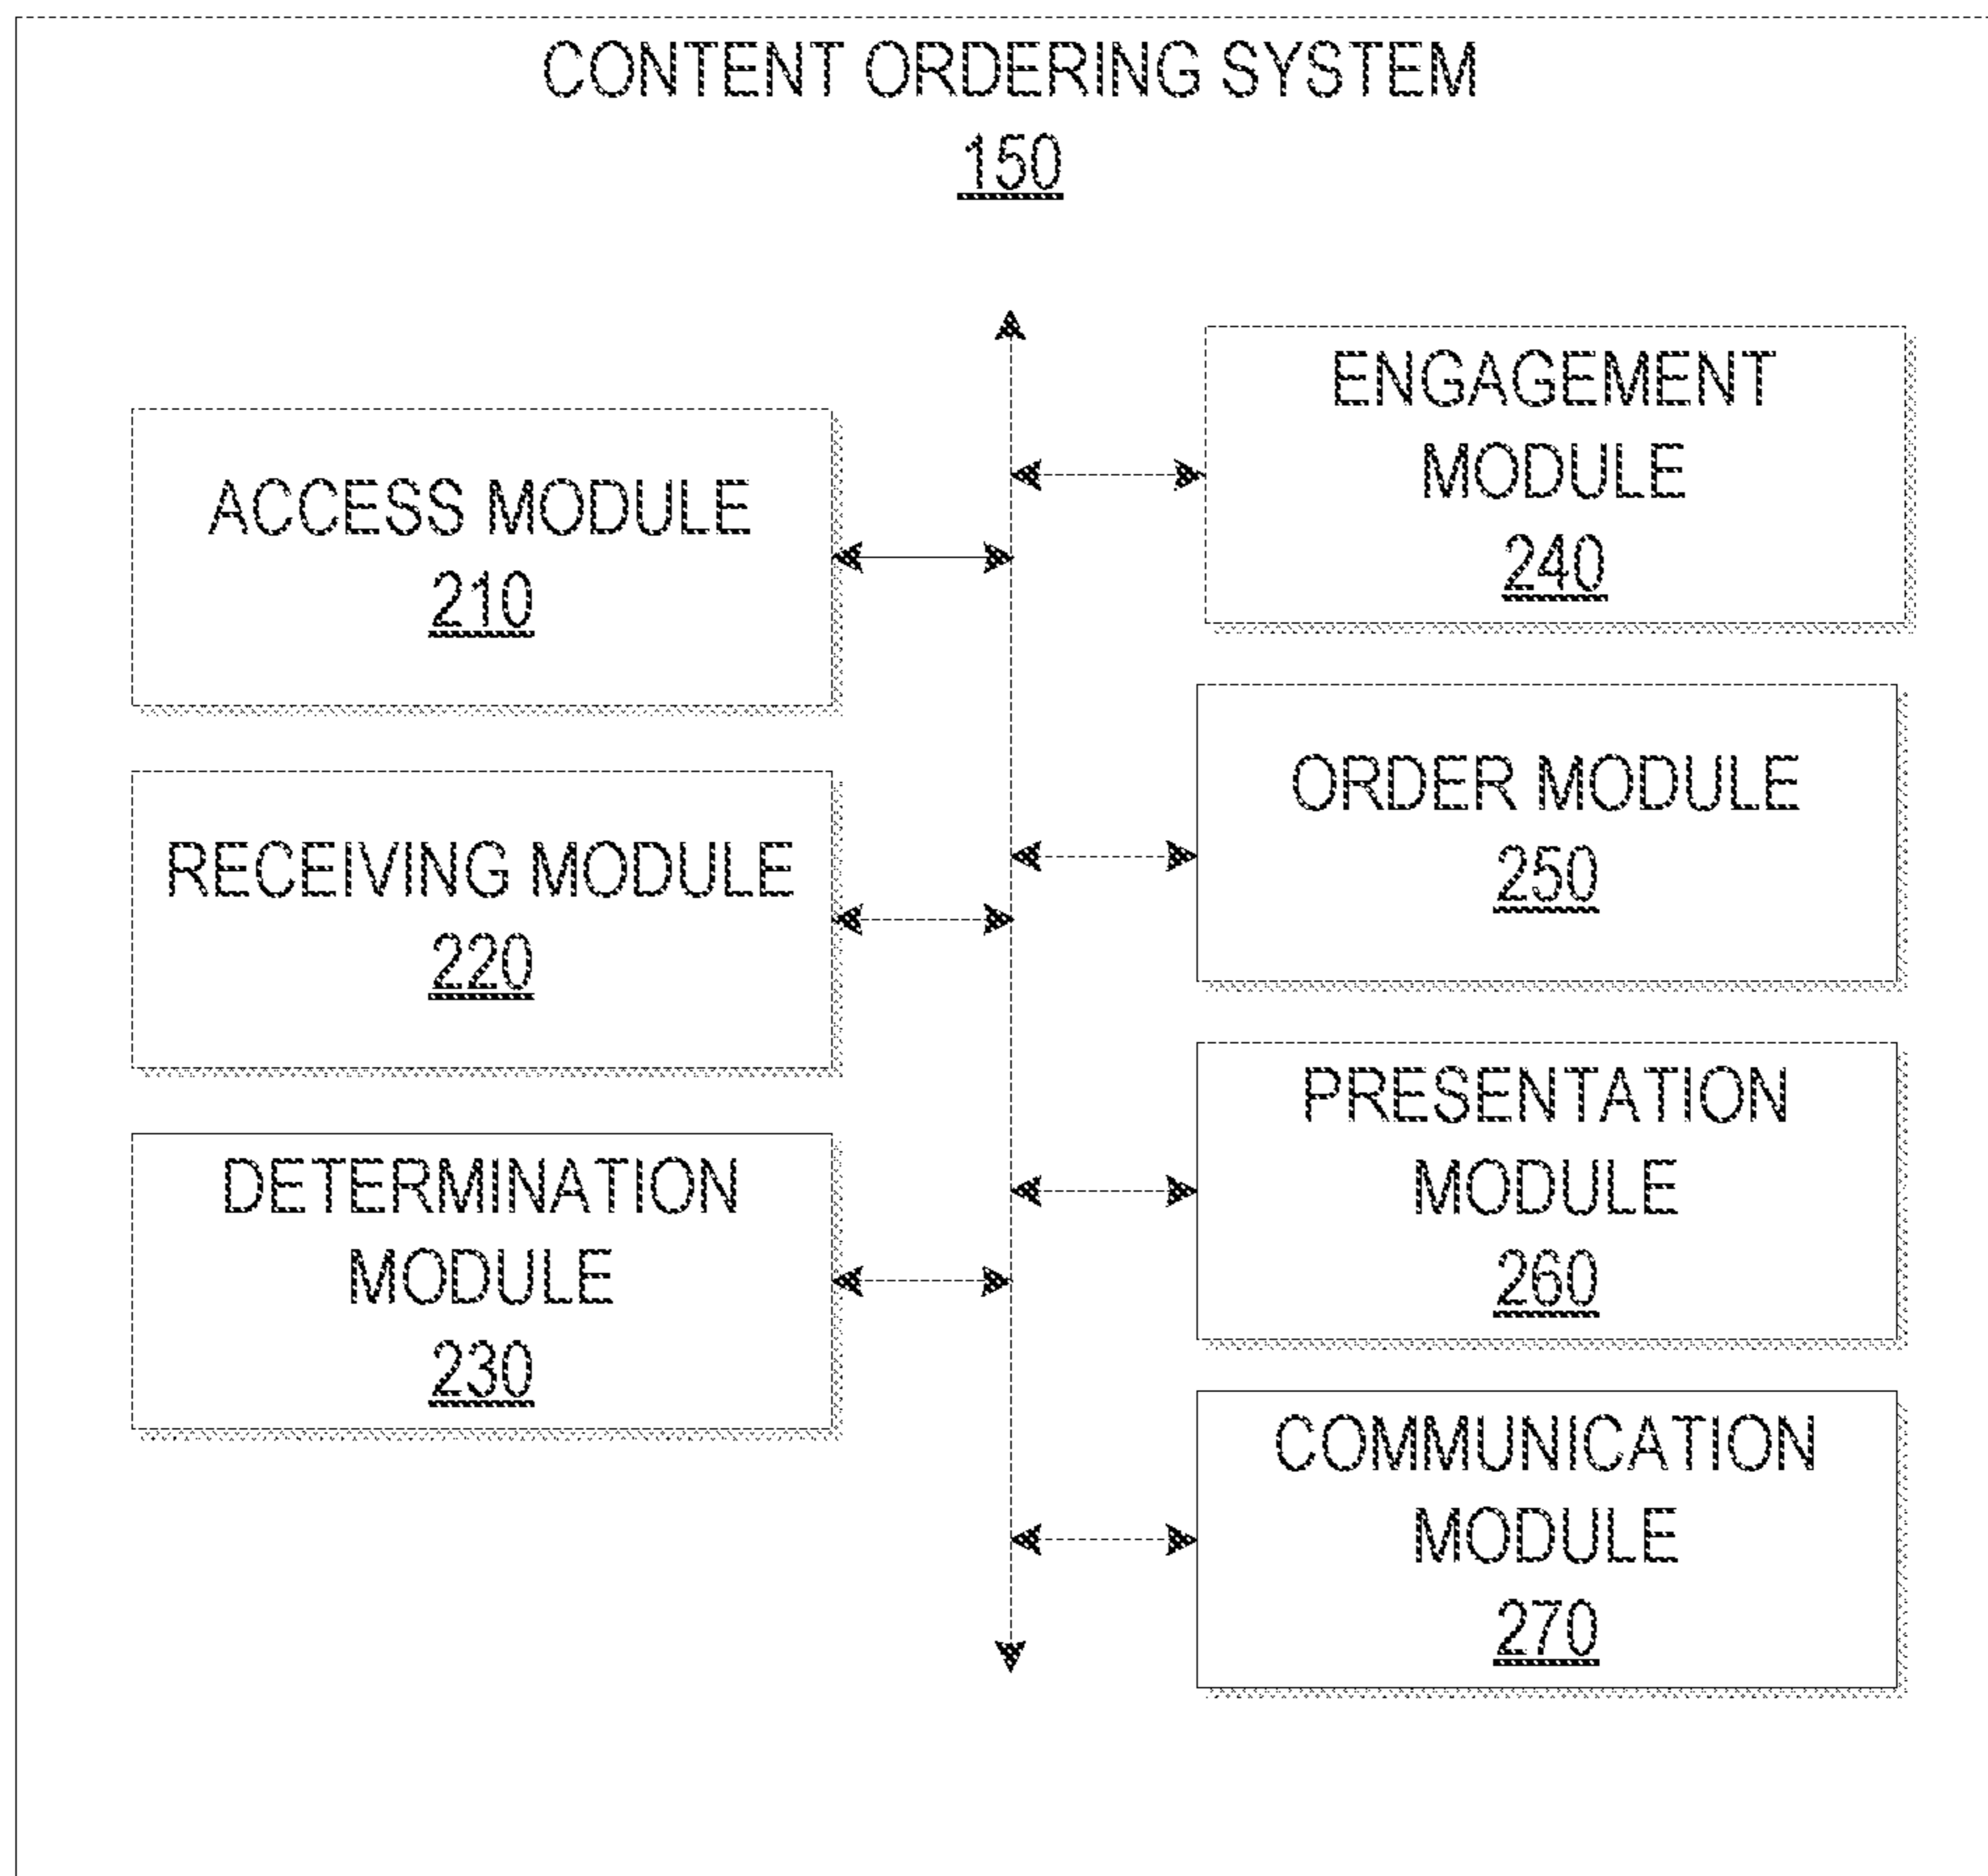 CONTENT ORDERING SYSTEM
150
ACCESS MODULE
210
RECEIVING MODULE
220
DETERMINATION
MODULE
230
ENGAGEMENT
MODULE
240
ORDER MODULE
250
PRESENTATION
MODULE
260
COMMUNICATION
MODULE
270